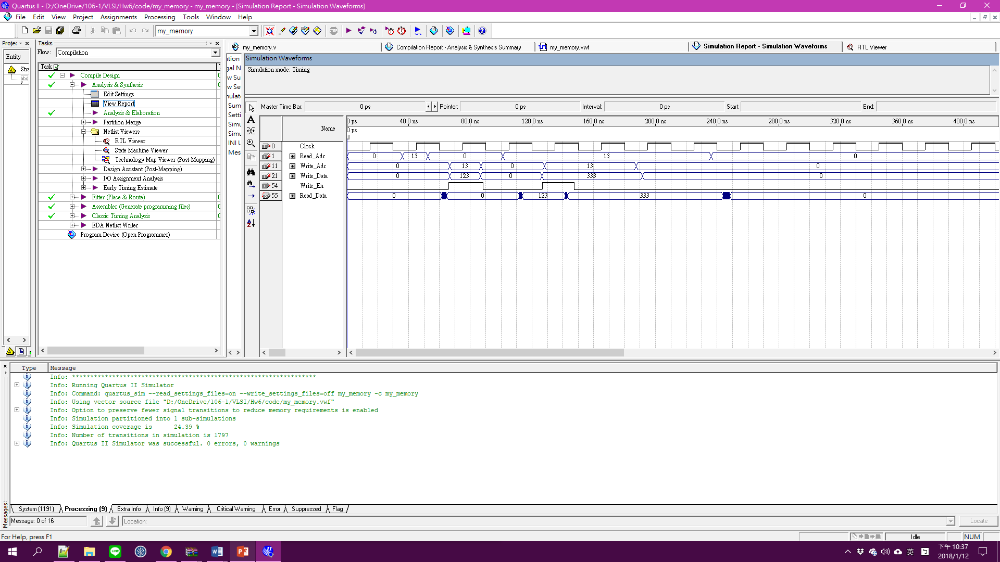 Quartus II - D:/OneDrive/106-1/VLSI/Hw6/code/my_memory - my_memory - [Simulation Report - Simulation Waveforms]
File Edit View Project Assignments Processing Tools Window Help
my_memory
Projec
Tasks
Flow: Compilation
Entity
Stra
Task
Compile Design
Analysis & Synthesis
Edit Settings
View Report
Analysis & Elaboration
Partition Merge
Netlist Viewers
RTL Viewer
State Machine Viewer
Technology Map Viewer (Post-Mapping)
Design Assistant (Post-Mapping)
I/O Assignment Analysis
Early Timing Estimate
Fitter (Place & Route)
Assembler (Generate programming files)
Classic Timing Analysis
EDA Netlist Writer
Program Device (Open Programmer)
my_memory.v
Compilation Report - Analysis & Synthesis Summary
my_memory.vwf
Simulation Report - Simulation Waveforms
RTL Viewer
Simulation Waveforms
Simulation mode: Timing
Master Time Bar: 0 ps Pointer: 0 ps Interval: 0 ps Start: End:
Name
0 ps 40.0 ns 80.0 ns 120.0 ns 160.0 ns 200.0 ns 240.0 ns 280.0 ns 320.0 ns 360.0 ns 400.0 ns
0 ps
0 Clock
1 Read_Adr 0 13 0 13 0
11 Write_Adr 0 13 0 13 0
21 Write_Data 0 123 0 333 0
54 Write_En
55 Read_Data 0 0 123 333 0
Type Message
Info: *******************************************************************
Info: Running Quartus II Simulator
Info: Command: quartus_sim --read_settings_files=on --write_settings_files=off my_memory -c my_memory
Info: Using vector source file "D:/OneDrive/106-1/VLSI/Hw6/code/my_memory.vwf"
Info: Option to preserve fewer signal transitions to reduce memory requirements is enabled
Info: Simulation partitioned into 1 sub-simulations
Info: Simulation coverage is 24.39 %
Info: Number of transitions in simulation is 1797
Info: Quartus II Simulator was successful. 0 errors, 0 warnings
System (1191) Processing (9) Extra Info Info (9) Warning Critical Warning Error Suppressed Flag
Messages
Message: 0 of 16
Location:
Locate
For Help, press F1
Idle
NUM
英
下午 10:37
2018/1/12